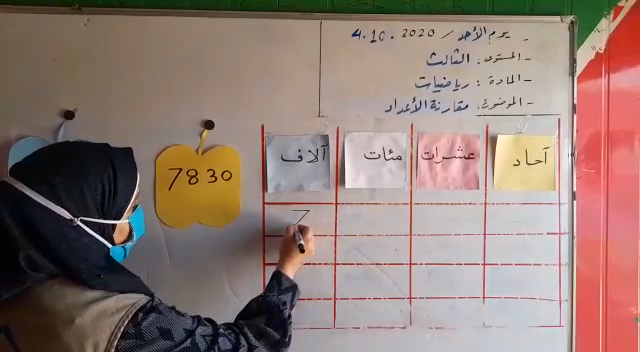 - يوم الأحد / 2020 . 10 . 4
- المستوى : الثالث
- المادة : رياضيات
- الموضوع : مقارنة الأعداد
آحاد عشرات مئات آلاف
7830
7